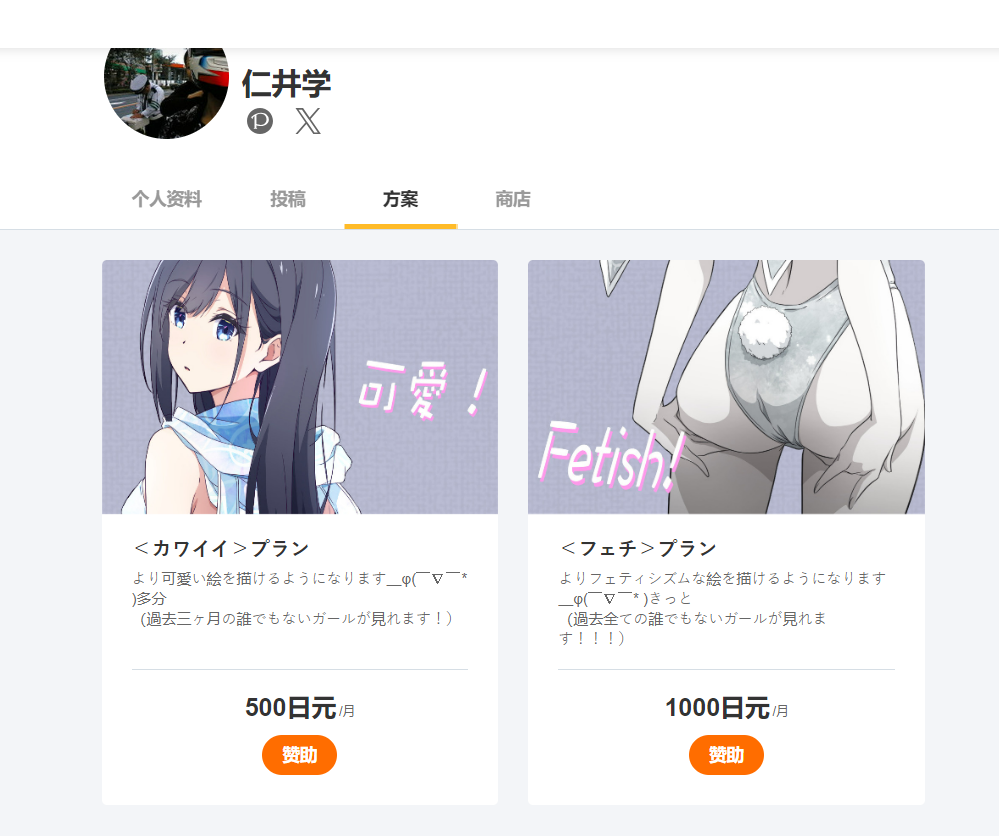 仁井学
个人资料 投稿 方案 商店
可愛！
Fetish!
＜カワイイ＞プラン
より可愛い絵を描けるようになります__φ(￣∇￣*
)多分
（過去三ヶ月の誰でもないガールが見れます！）
500日元/月
赞助
＜フェチ＞プラン
よりフェティシズムな絵を描けるようになります
__φ(￣∇￣* )きっと
（過去全ての誰でもないガールが見れま
す！！！）
1000日元/月
赞助